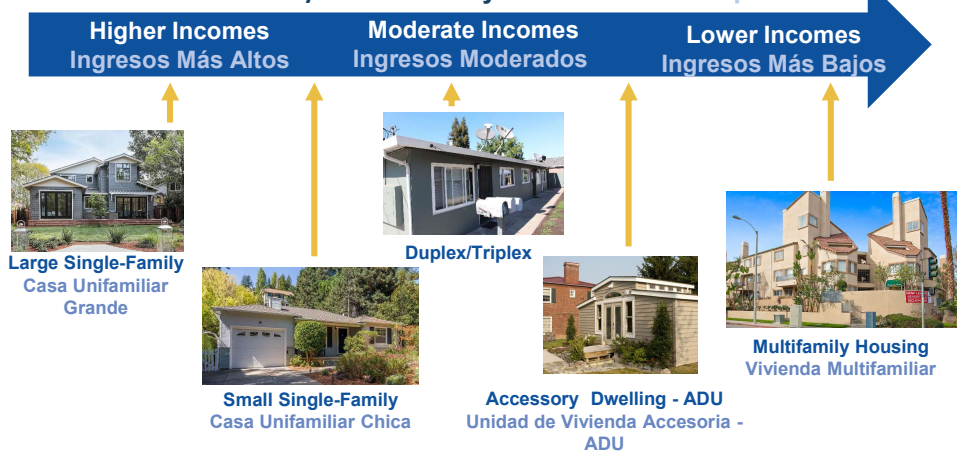 Higher Incomes
Ingresos Más Altos
Moderate Incomes
Ingresos Moderados
Lower Incomes
Ingresos Más Bajos
Large Single-Family
Casa Unifamiliar
Grande
Small Single-Family
Casa Unifamiliar Chica
Duplex/Triplex
Accessory Dwelling - ADU
Unidad de Vivienda Accesoria -
ADU
Multifamily Housing
Vivienda Multifamiliar